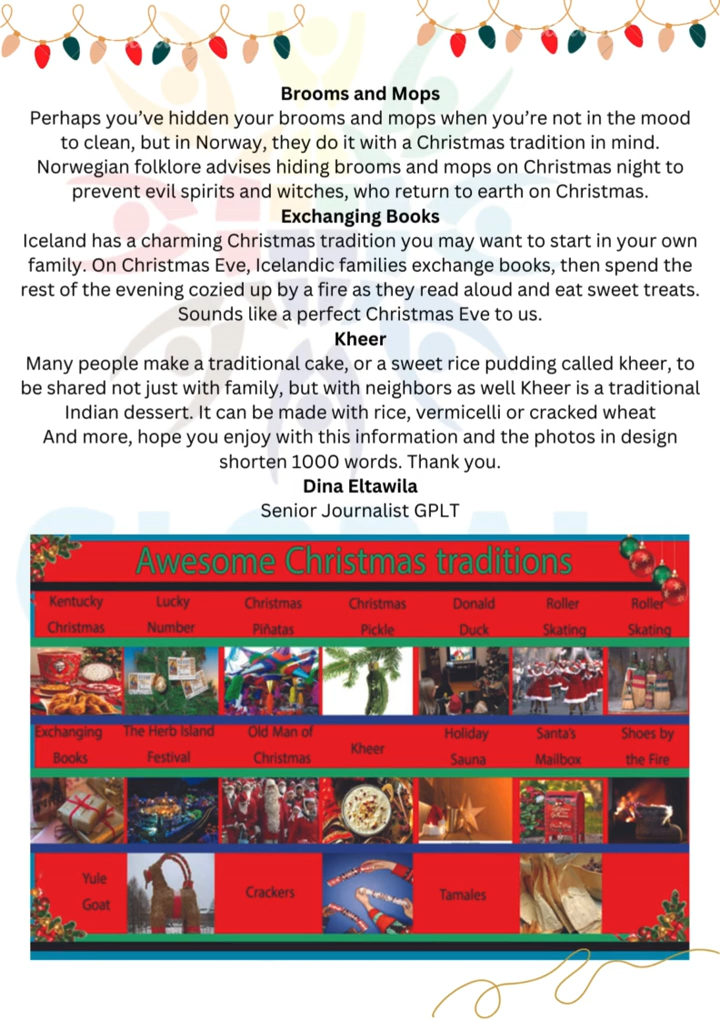 Brooms and Mops
Perhaps you've hidden your brooms and mops when you're not in the mood
to clean, but in Norway, they do it with a Christmas tradition in mind.
Norwegian folklore advises hiding brooms and mops on Christmas night to
prevent evil spirits and witches, who return to earth on Christmas.
Exchanging Books
Iceland has a charming Christmas tradition you may want to start in your own
family. On Christmas Eve, Icelandic families exchange books, then spend the
rest of the evening cozied up by a fire as they read aloud and eat sweet treats.
Sounds like a perfect Christmas Eve to us.
Kheer
Many people make a traditional cake, or a sweet rice pudding called kheer, to
be shared not just with family, but with neighbors as well Kheer is a traditional
Indian dessert. It can be made with rice, vermicelli or cracked wheat
And more, hope you enjoy with this information and the photos in design
shorten 1000 words. Thank you.
Dina Eltawila
Senior Journalist GPLT
GLOBAL
Awesome Christmas traditions
Kentucky Christmas
Lucky Number
Christmas Piñatas
Christmas Pickle
Donald Duck
Roller Skating
Roller Skating
Exchanging Books
The Herb Island Festival
Old Man of Christmas
Kheer
Holiday Sauna
Santa's Mailbox
Shoes by the Fire
Yule Goat
Crackers
Tamales